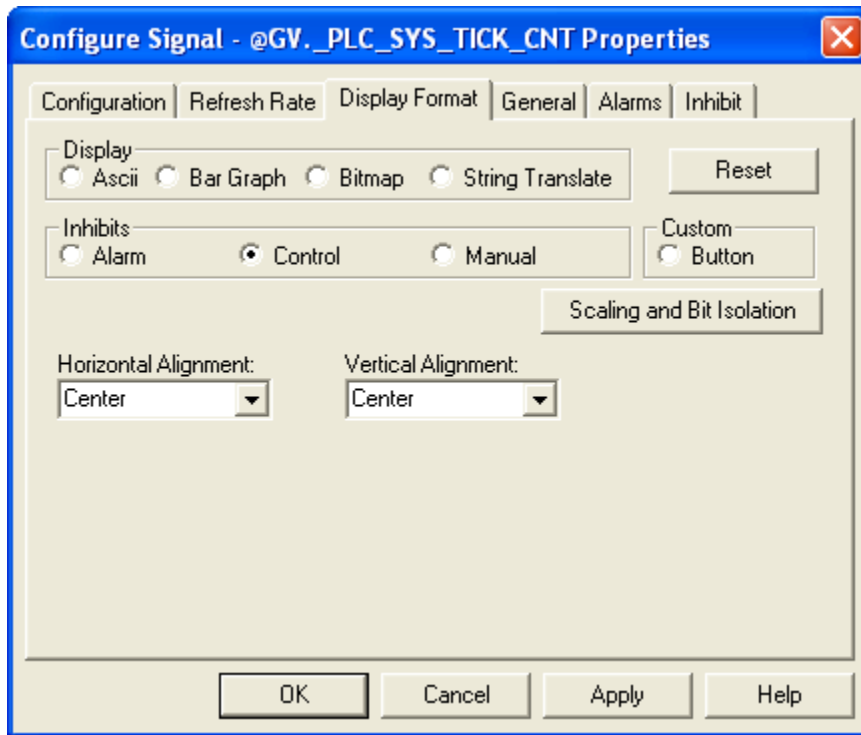 Configure Signal - @GV._PLC_SYS_TICK_CNT Properties
Configuration Refresh Rate Display Format General Alarms Inhibit
Display
Ascii Bar Graph Bitmap String Translate
Reset
Inhibits
Alarm Control Manual
Custom
Button
Scaling and Bit Isolation
Horizontal Alignment: Vertical Alignment:
Center Center
OK Cancel Apply Help